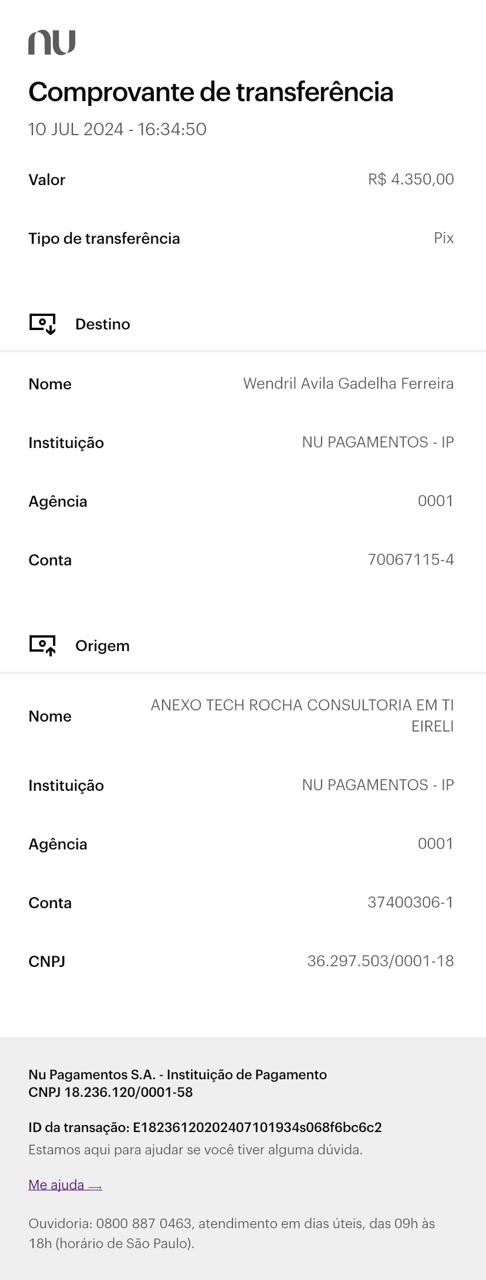 nu
Comprovante de transferência
10 JUL 2024 - 16:34:50
Valor R$ 4.350,00
Tipo de transferência Pix
Destino
Nome Wendril Avila Gadelha Ferreira
Instituição NU PAGAMENTOS - IP
Agência 0001
Conta 70067115-4
Origem
Nome ANEXO TECH ROCHA CONSULTORIA EM TI
EIRELI
Instituição NU PAGAMENTOS - IP
Agência 0001
Conta 37400306-1
CNPJ 36.297.503/0001-18
Nu Pagamentos S.A. - Instituição de Pagamento
CNPJ 18.236.120/0001-58
ID da transação: E18236120202407101934s068f6bc6c2
Estamos aqui para ajudar se você tiver alguma dúvida.
Me ajuda →
Ouvidoria: 0800 887 0463, atendimento em dias úteis, das 09h às
18h (horário de São Paulo).